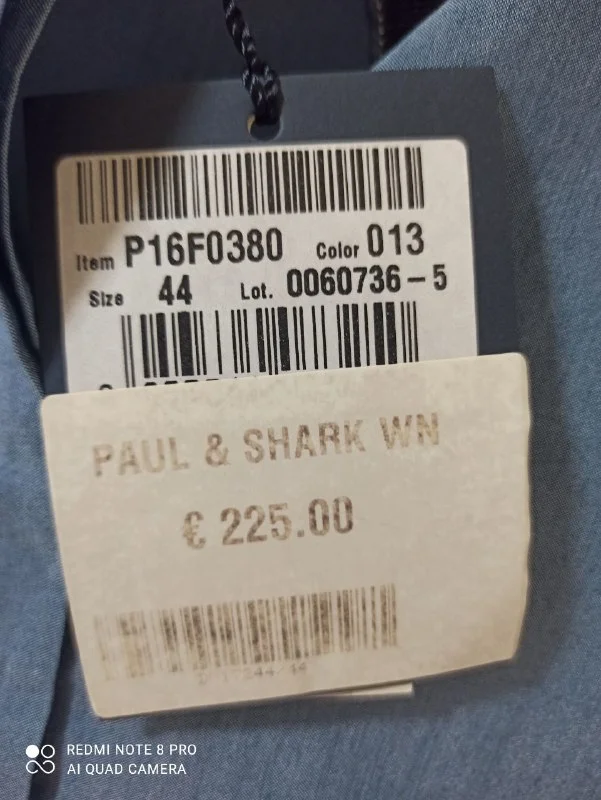 Item P16F0380 Color 013
Size 44 Lot. 0060736-5
PAUL & SHARK WN
€ 225.00
REDMI NOTE 8 PRO
AI QUAD CAMERA